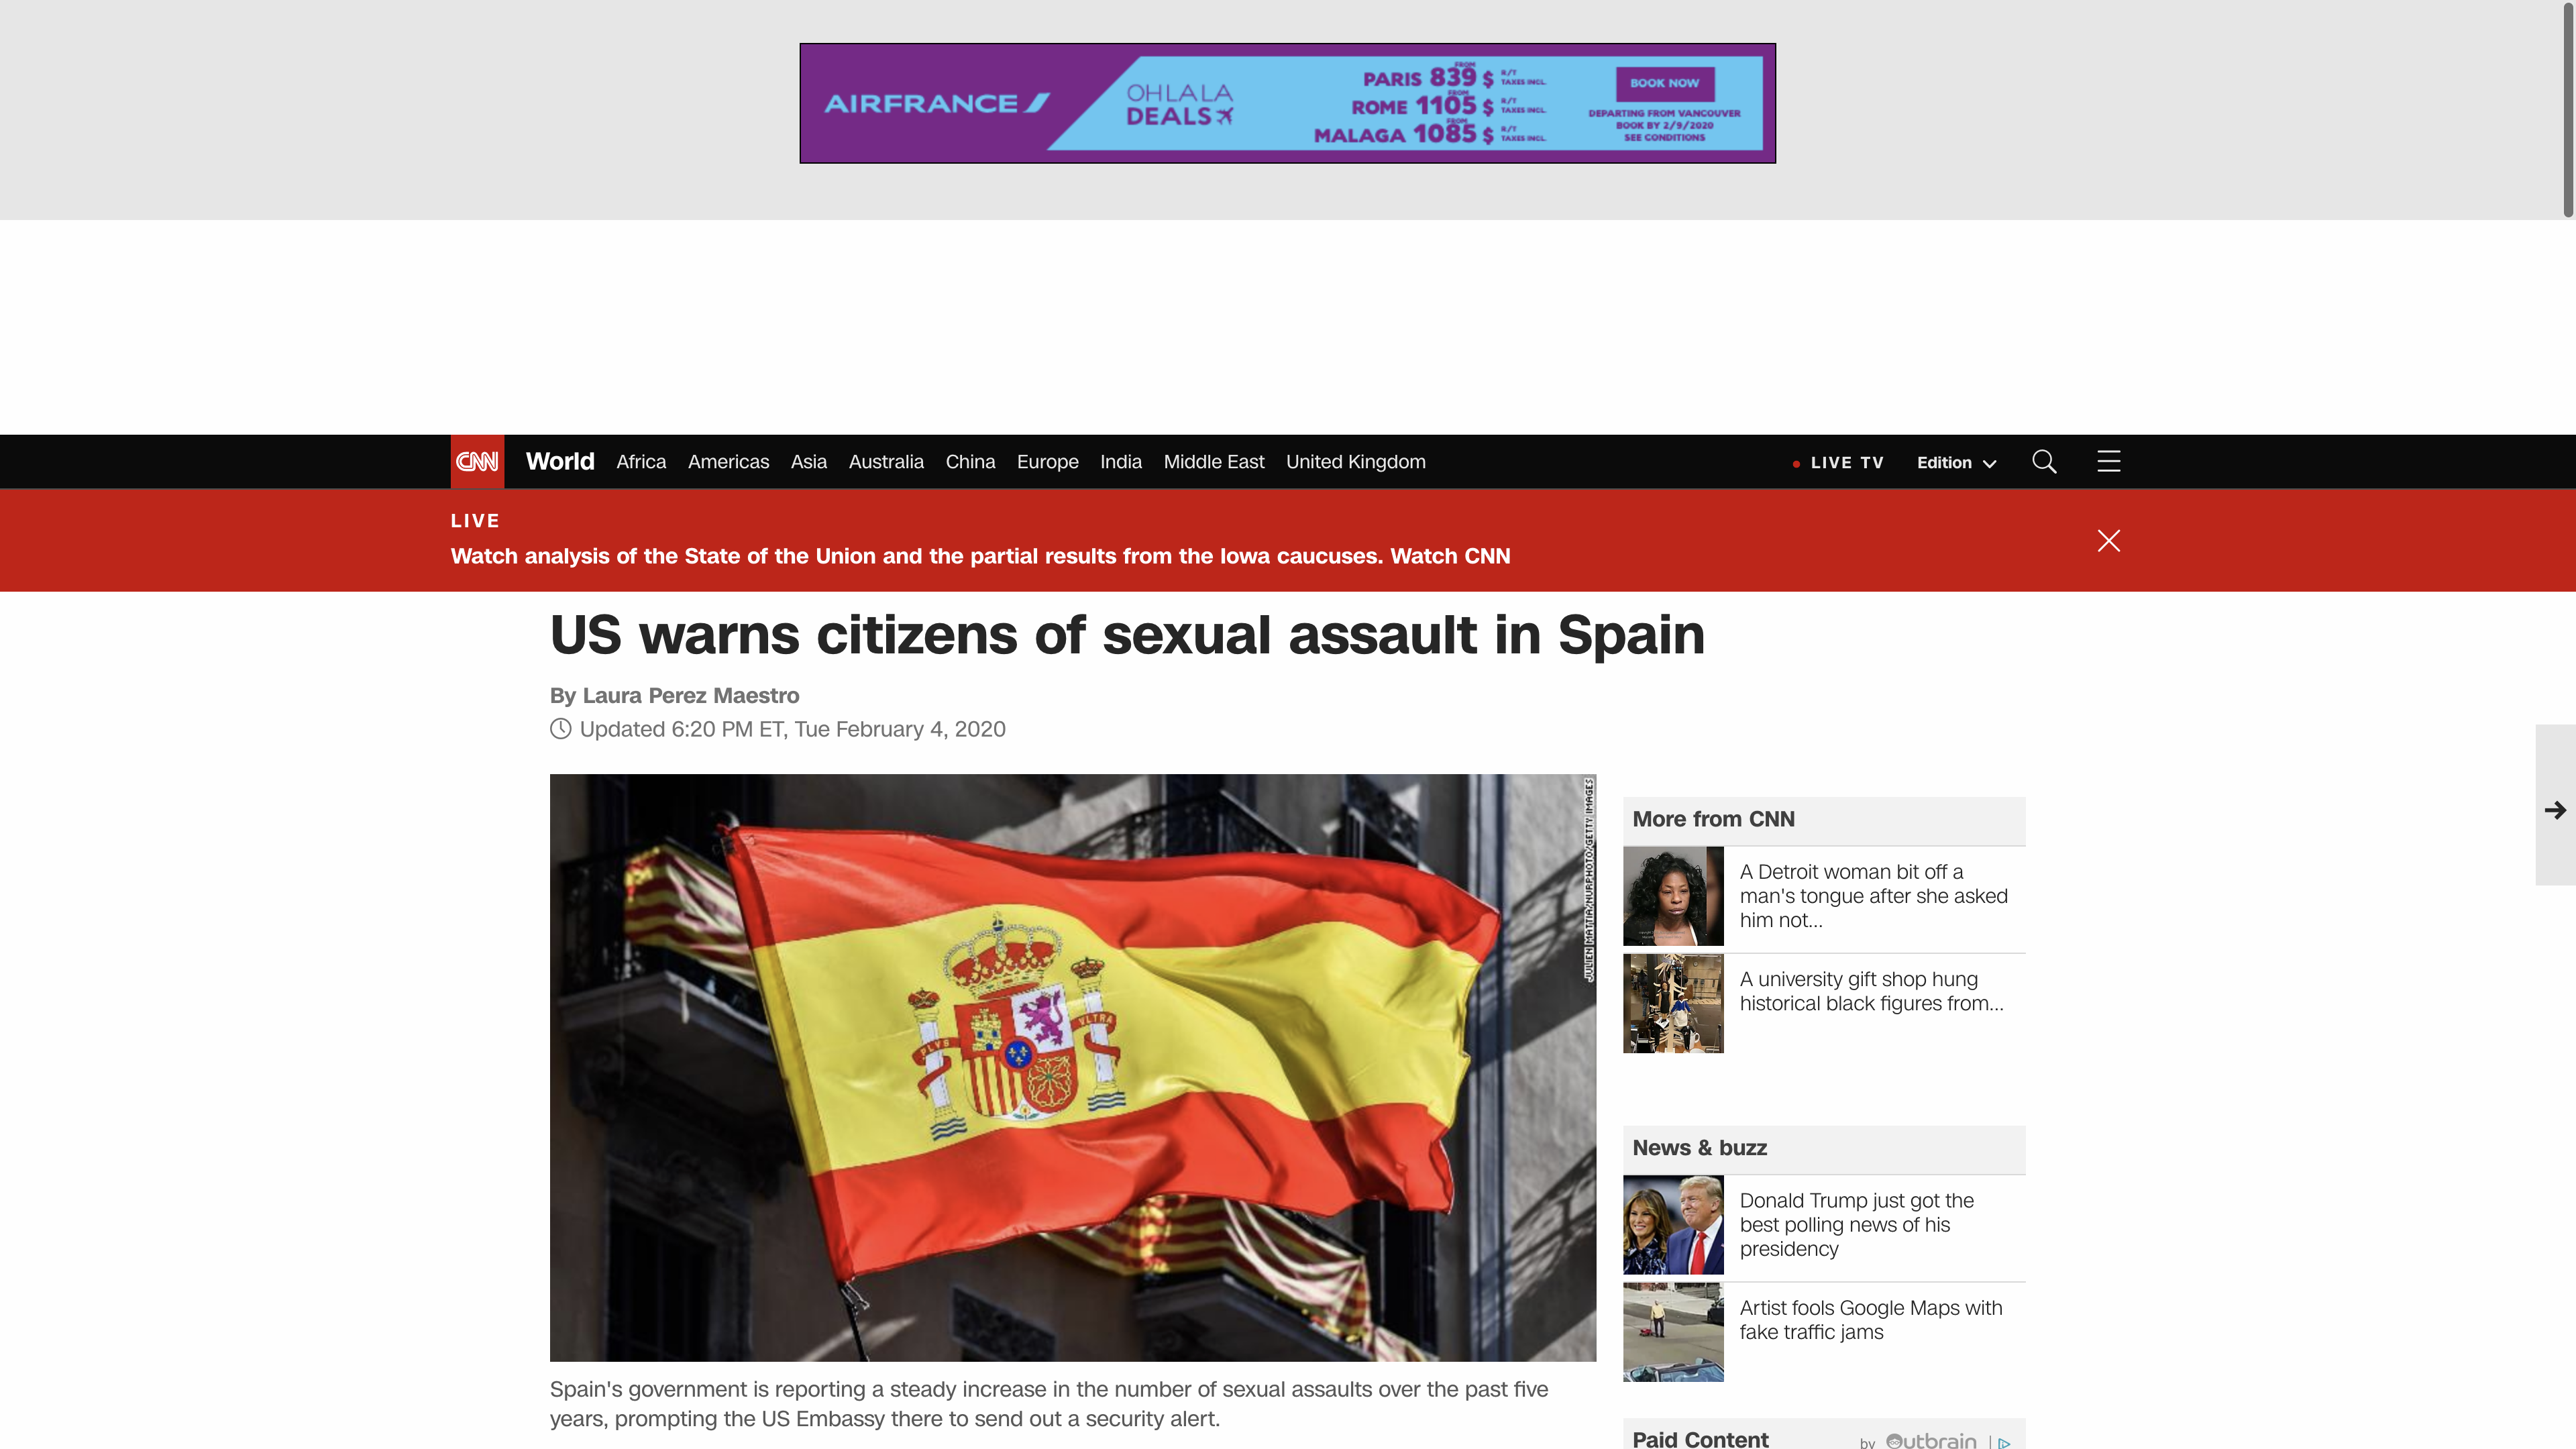 AIRFRANCE
OH LA LA
DEALS
FROM
PARIS 839 $ R/T
TAXES INCL.
FROM
ROME 1105 $ R/T
TAXES INCL.
FROM
MALAGA 1085 $ R/T
TAXES INCL.
BOOK NOW
DEPARTING FROM VANCOUVER
BOOK BY 2/9/2020
SEE CONDITIONS
CNN World Africa Americas Asia Australia China Europe India Middle East United Kingdom LIVE TV Edition
LIVE
Watch analysis of the State of the Union and the partial results from the Iowa caucuses. Watch CNN
US warns citizens of sexual assault in Spain
By Laura Perez Maestro
Updated 6:20 PM ET, Tue February 4, 2020
JULIEN MATTIA/NURPHOTO/GETTY IMAGES
PLVS
VLTRA
Spain's government is reporting a steady increase in the number of sexual assaults over the past five
years, prompting the US Embassy there to send out a security alert.
More from CNN
A Detroit woman bit off a
man's tongue after she asked
him not...
A university gift shop hung
historical black figures from...
News & buzz
Donald Trump just got the
best polling news of his
presidency
Artist fools Google Maps with
fake traffic jams
Paid Content by Outbrain